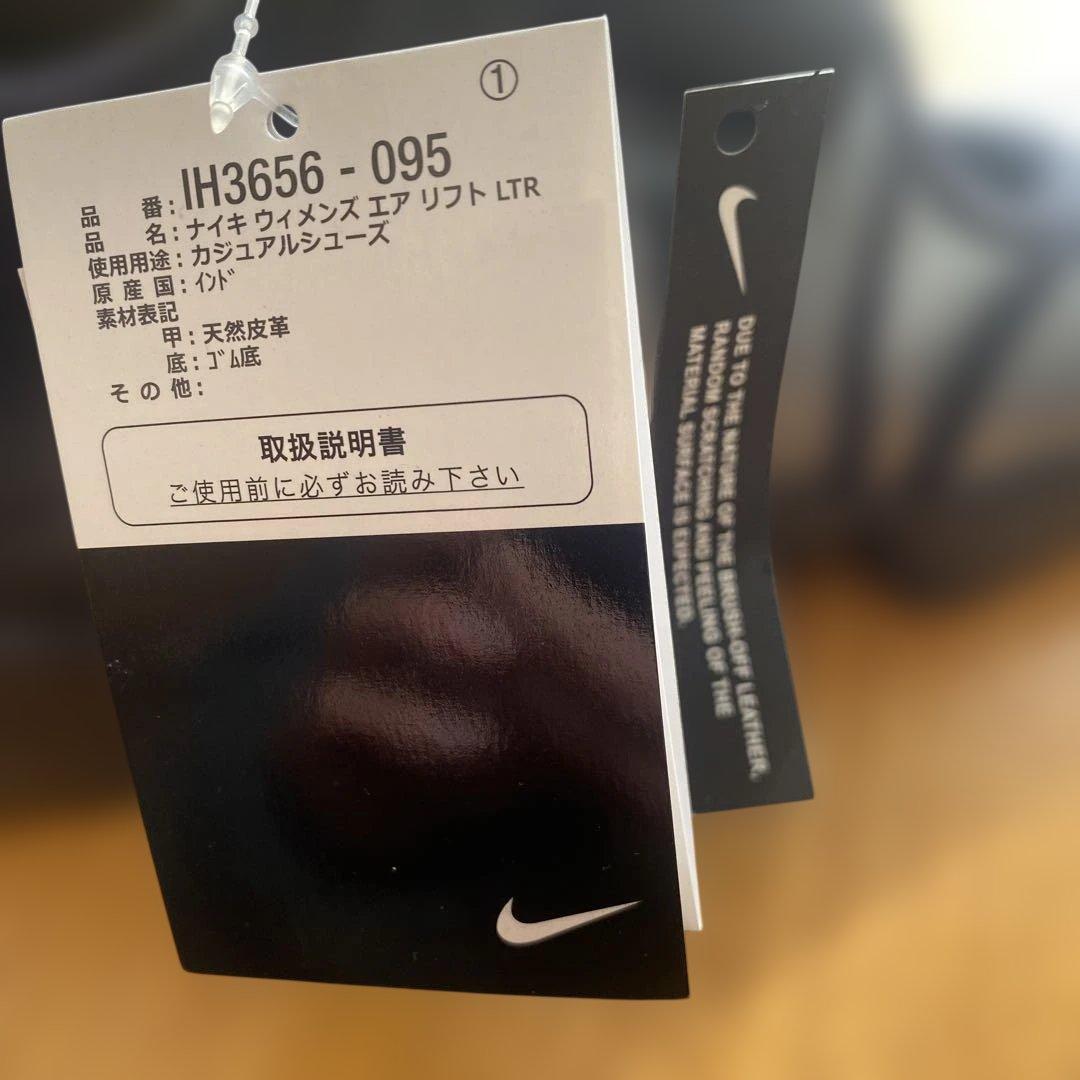 ①
品 番:IH3656 - 095
品 名:ナイキ ウィメンズ エア リフト LTR
使用用途:カジュアルシューズ
原 産 国:ｲﾝﾄﾞ
素材表記
甲:天然皮革
底:ｺﾞﾑ底
そ の 他:
取扱説明書
ご使用前に必ずお読み下さい
DUE TO THE NATURE OF THE BRUSH-OFF LEATHER,
RANDOM SCRATCHING AND PEELING OF THE
MATERIAL SURFACE IS EXPECTED.